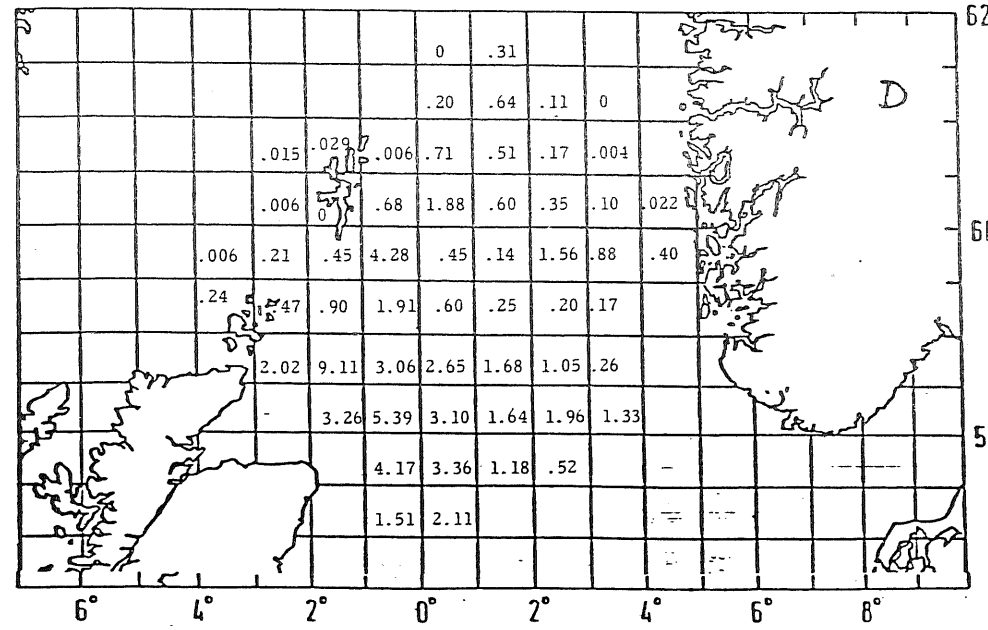 62
0 .31
D
.20 .64 .11 0
.015 .029 .006 .71 .51 .17 .004
.006 0 .68 1.88 .60 .35 .10 .022
.006 .21 .45 4.28 .45 .14 1.56 .88 .40
.24 .47 .90 1.91 .60 .25 .20 .17
2.02 9.11 3.06 2.65 1.68 1.05 .26
- 3.26 5.39 3.10 1.64 1.96 1.33
4.17 3.36 1.18 .52
1.51 2.11
6° 4° 2° 0° 2° 4° 6° 8°